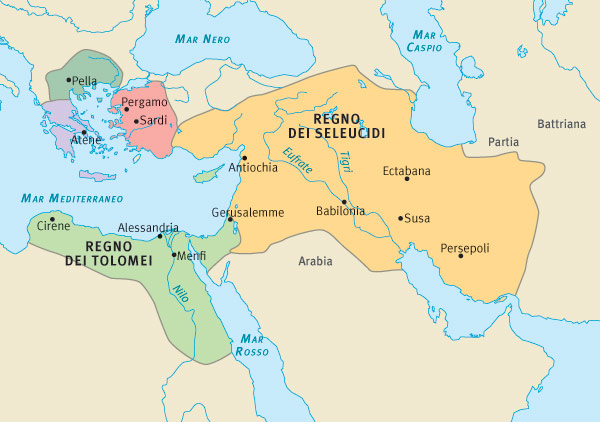 MAR NERO
MAR
CASPIO
Pella
Pergamo
Sardi
Atene
REGNO
DEI SELEUCIDI
Battriana
Partia
Eufrate
Tigri
Ectabana
Antiochia
MAR MEDITERRANEO
Cirene
Alessandria
Gerusalemme
Babilonia
Susa
REGNO
DEI TOLOMEI
Menfi
Persepoli
Arabia
Nilo
MAR
ROSSO